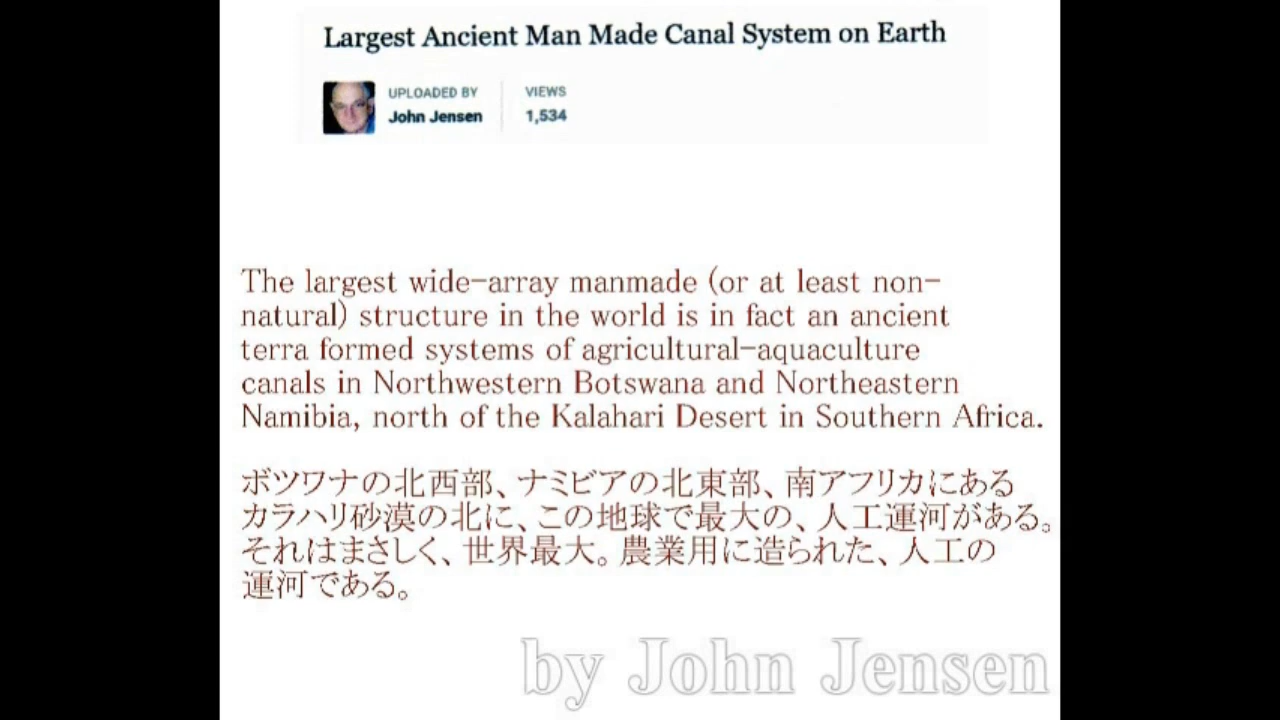 Largest Ancient Man Made Canal System on Earth
UPLOADED BY
John Jensen
VIEWS
1,534
The largest wide-array manmade (or at least non-
natural) structure in the world is in fact an ancient
terra formed systems of agricultural-aquaculture
canals in Northwestern Botswana and Northeastern
Namibia, north of the Kalahari Desert in Southern Africa.
ボツワナの北西部、ナミビアの北東部、南アフリカにある
カラハリ砂漠の北に、この地球で最大の、人工運河がある。
それはまさしく、世界最大。農業用に造られた、人工の
運河である。
by John Jensen